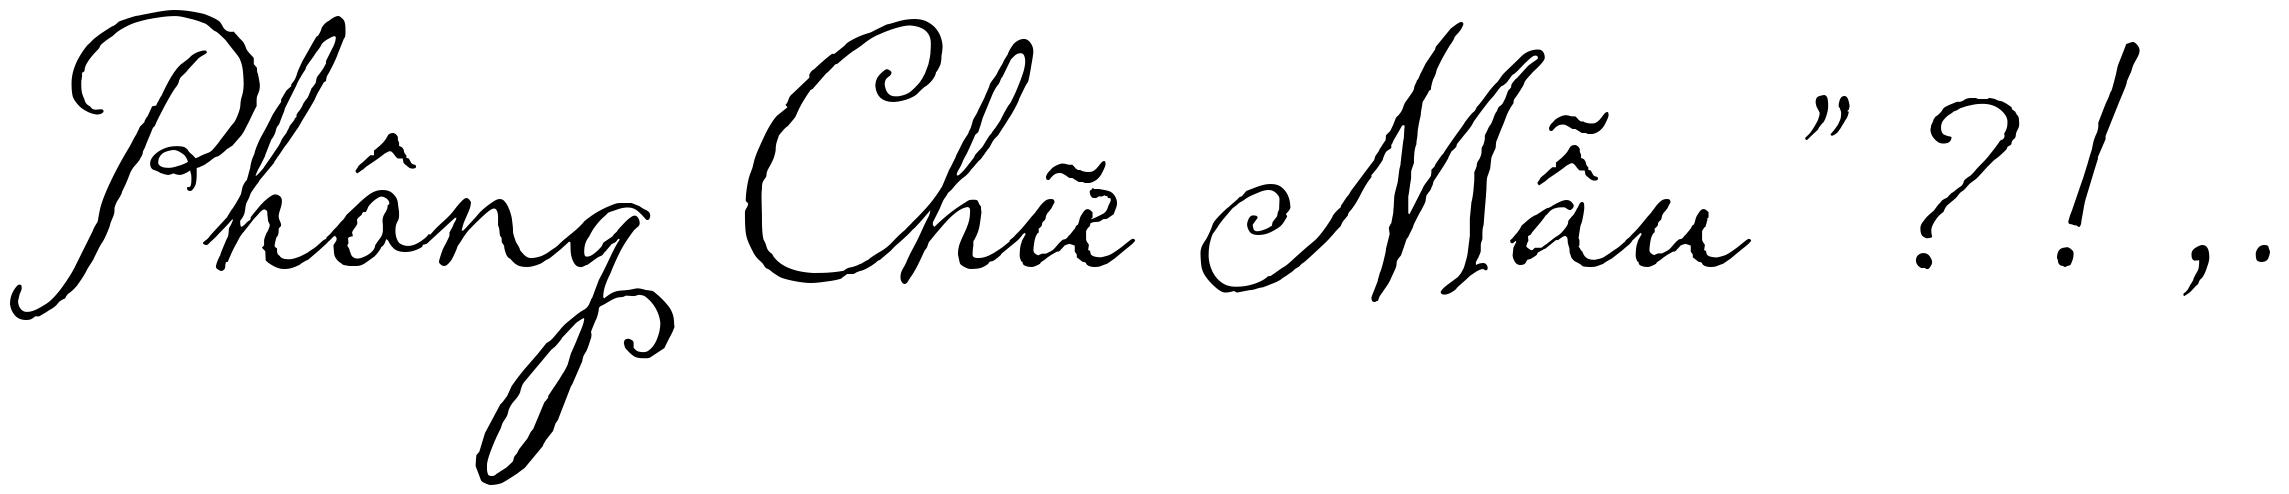 Phông Chữ Mẫu ” ?!,.